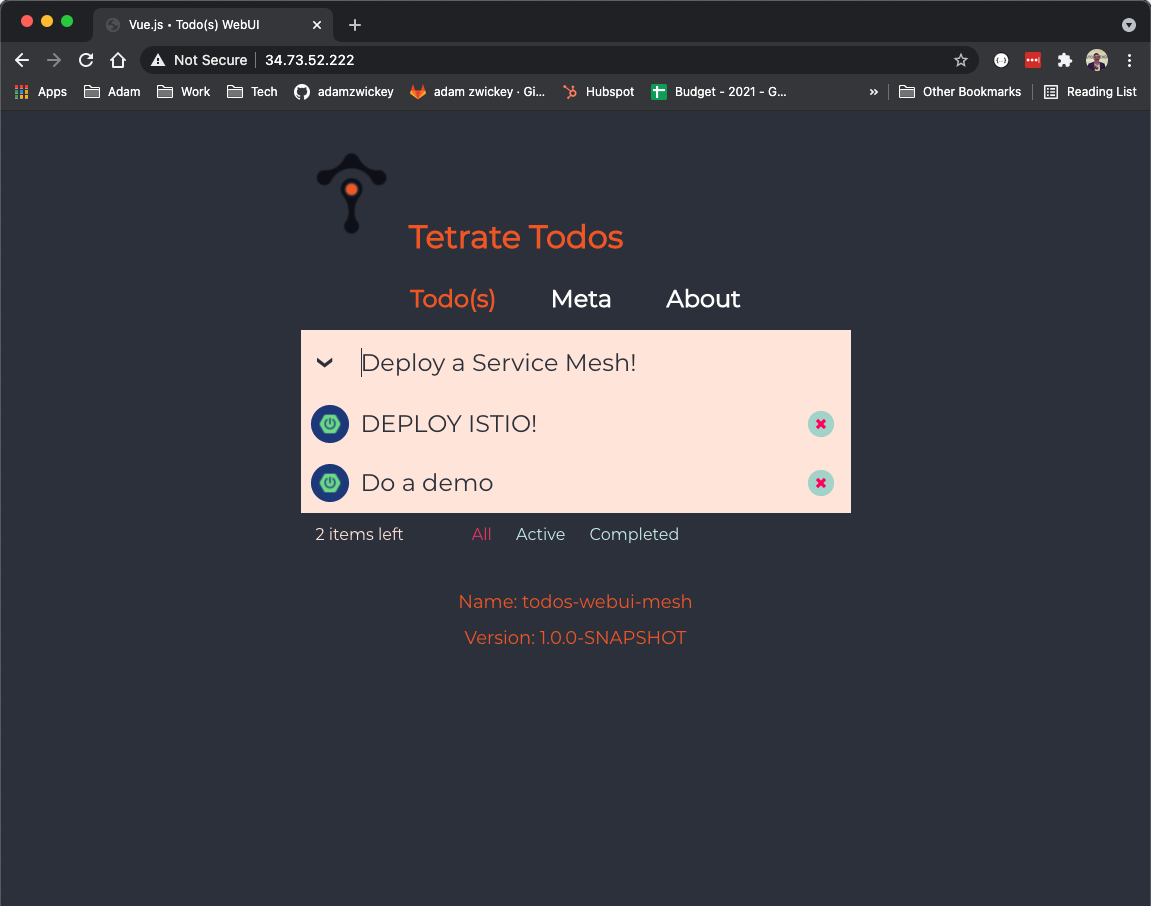 Vue.js • Todo(s) WebUI
Not Secure 34.73.52.222
Apps Adam Work Tech adamzwickey adam zwickey · Gi... Hubspot Budget - 2021 - G... » Other Bookmarks Reading List
Tetrate Todos
Todo(s) Meta About
Deploy a Service Mesh!
DEPLOY ISTIO!
Do a demo
2 items left All Active Completed
Name: todos-webui-mesh
Version: 1.0.0-SNAPSHOT